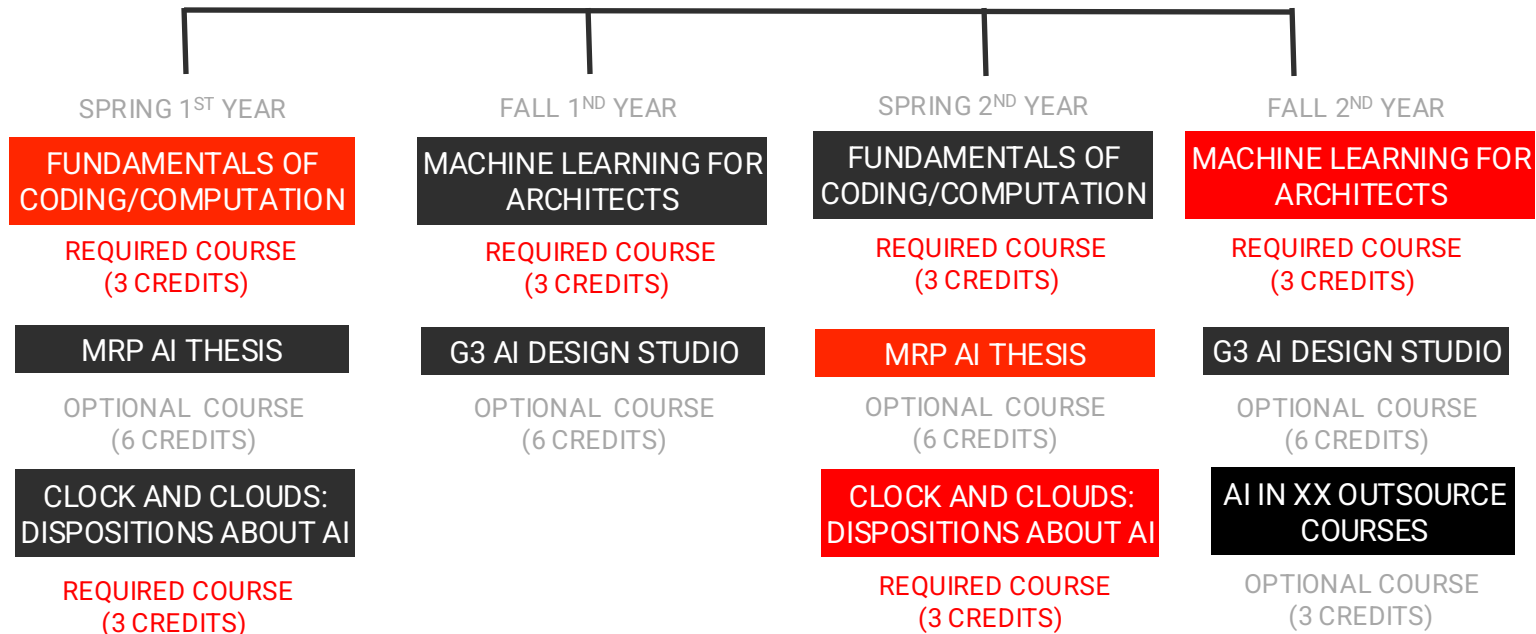 SPRING 1ST YEAR
FUNDAMENTALS OF
CODING/COMPUTATION
REQUIRED COURSE
(3 CREDITS)
MRP AI THESIS
OPTIONAL COURSE
(6 CREDITS)
CLOCK AND CLOUDS:
DISPOSITIONS ABOUT AI
REQUIRED COURSE
(3 CREDITS)
FALL 1ND YEAR
MACHINE LEARNING FOR
ARCHITECTS
REQUIRED COURSE
(3 CREDITS)
G3 AI DESIGN STUDIO
OPTIONAL COURSE
(6 CREDITS)
SPRING 2ND YEAR
FUNDAMENTALS OF
CODING/COMPUTATION
REQUIRED COURSE
(3 CREDITS)
MRP AI THESIS
OPTIONAL COURSE
(6 CREDITS)
CLOCK AND CLOUDS:
DISPOSITIONS ABOUT AI
REQUIRED COURSE
(3 CREDITS)
FALL 2ND YEAR
MACHINE LEARNING FOR
ARCHITECTS
REQUIRED COURSE
(3 CREDITS)
G3 AI DESIGN STUDIO
OPTIONAL COURSE
(6 CREDITS)
AI IN XX OUTSOURCE
COURSES
OPTIONAL COURSE
(3 CREDITS)